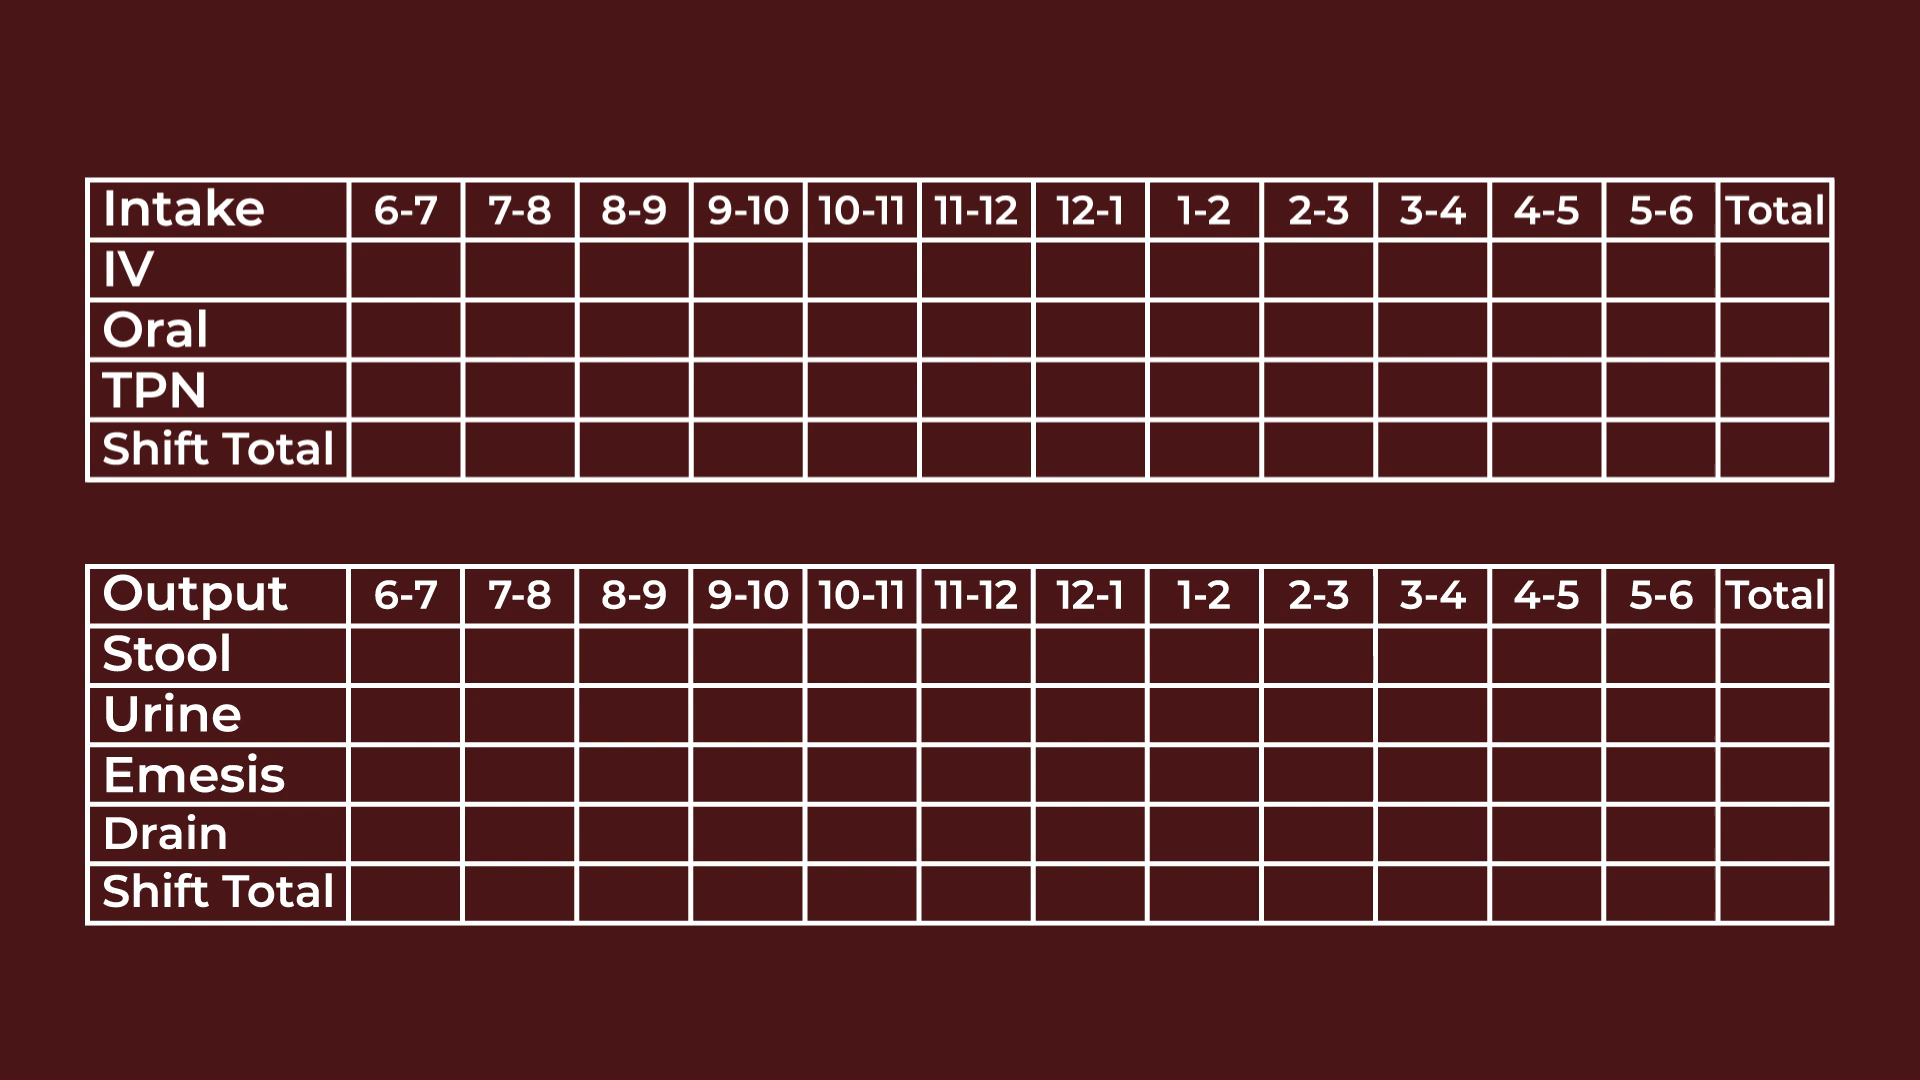 Intake 6-7 7-8 8-9 9-10 10-11 11-12 12-1 1-2 2-3 3-4 4-5 5-6 Total
IV
Oral
TPN
Shift Total
Output 6-7 7-8 8-9 9-10 10-11 11-12 12-1 1-2 2-3 3-4 4-5 5-6 Total
Stool
Urine
Emesis
Drain
Shift Total